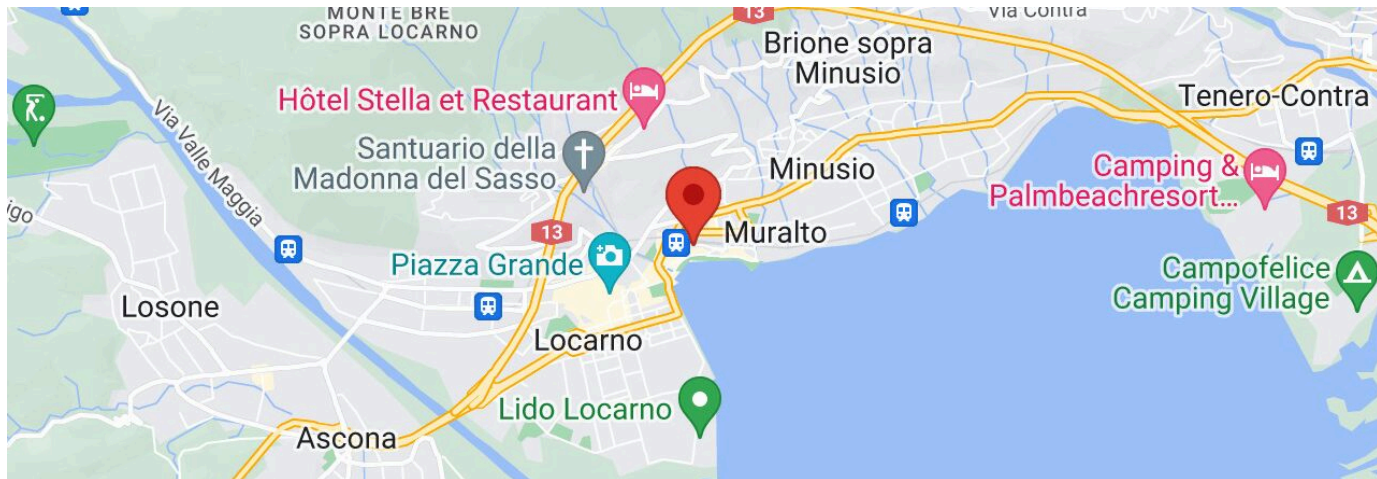 MONTE BRE
SOPRA LOCARNO
13
Via Contra
Brione sopra
Minusio
Tenero-Contra
Hôtel Stella et Restaurant
Via Valle Maggia
Santuario della
Madonna del Sasso
Minusio
Camping &
Palmbeachresort...
igo
13
13
Muralto
Piazza Grande
Campofelice
Camping Village
Losone
Locarno
Lido Locarno
Ascona